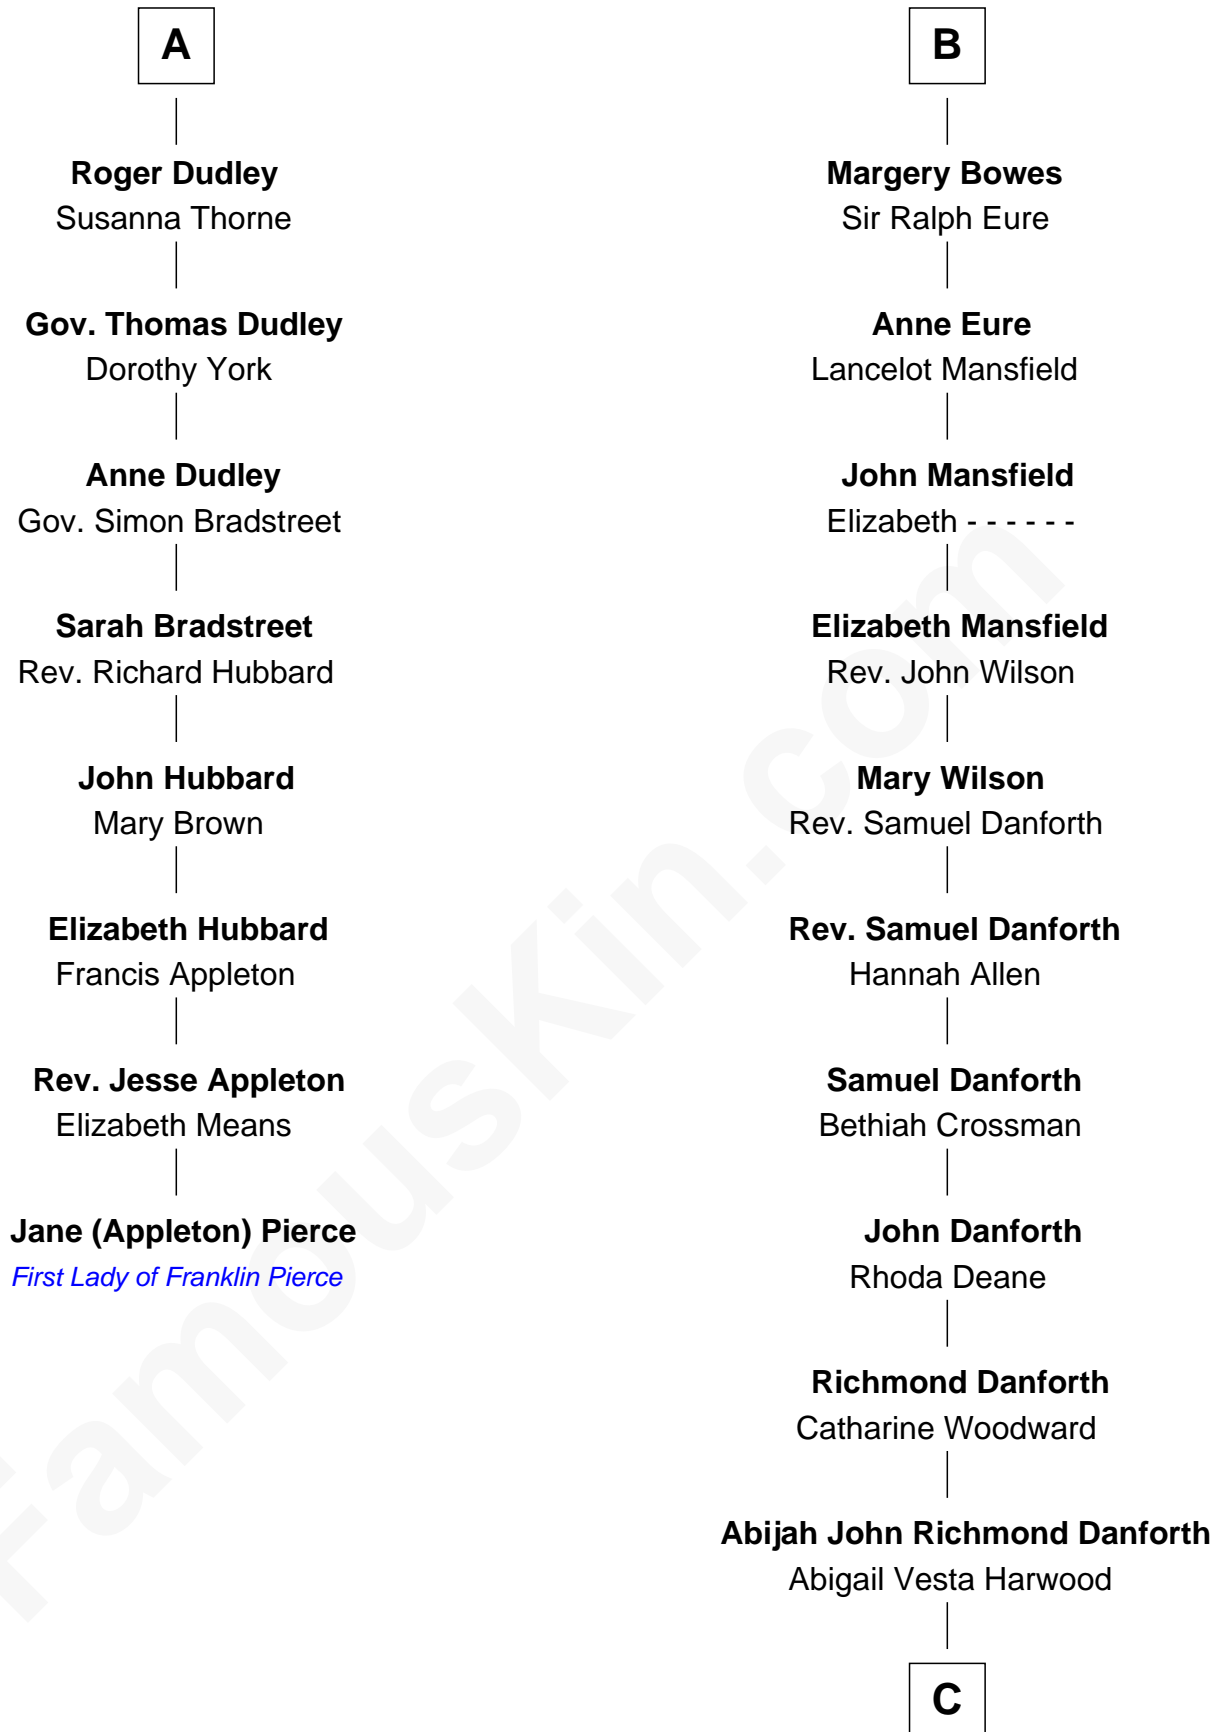 A
Roger Dudley
Susanna Thorne
Gov. Thomas Dudley
Dorothy York
Anne Dudley
Gov. Simon Bradstreet
Sarah Bradstreet
Rev. Richard Hubbard
John Hubbard
Mary Brown
Elizabeth Hubbard
Francis Appleton
Rev. Jesse Appleton
Elizabeth Means
Jane (Appleton) Pierce
First Lady of Franklin Pierce
B
Margery Bowes
Sir Ralph Eure
Anne Eure
Lancelot Mansfield
John Mansfield
Elizabeth - - - - - -
Elizabeth Mansfield
Rev. John Wilson
Mary Wilson
Rev. Samuel Danforth
Rev. Samuel Danforth
Hannah Allen
Samuel Danforth
Bethiah Crossman
John Danforth
Rhoda Deane
Richmond Danforth
Catharine Woodward
Abijah John Richmond Danforth
Abigail Vesta Harwood
C
FamousKin.com